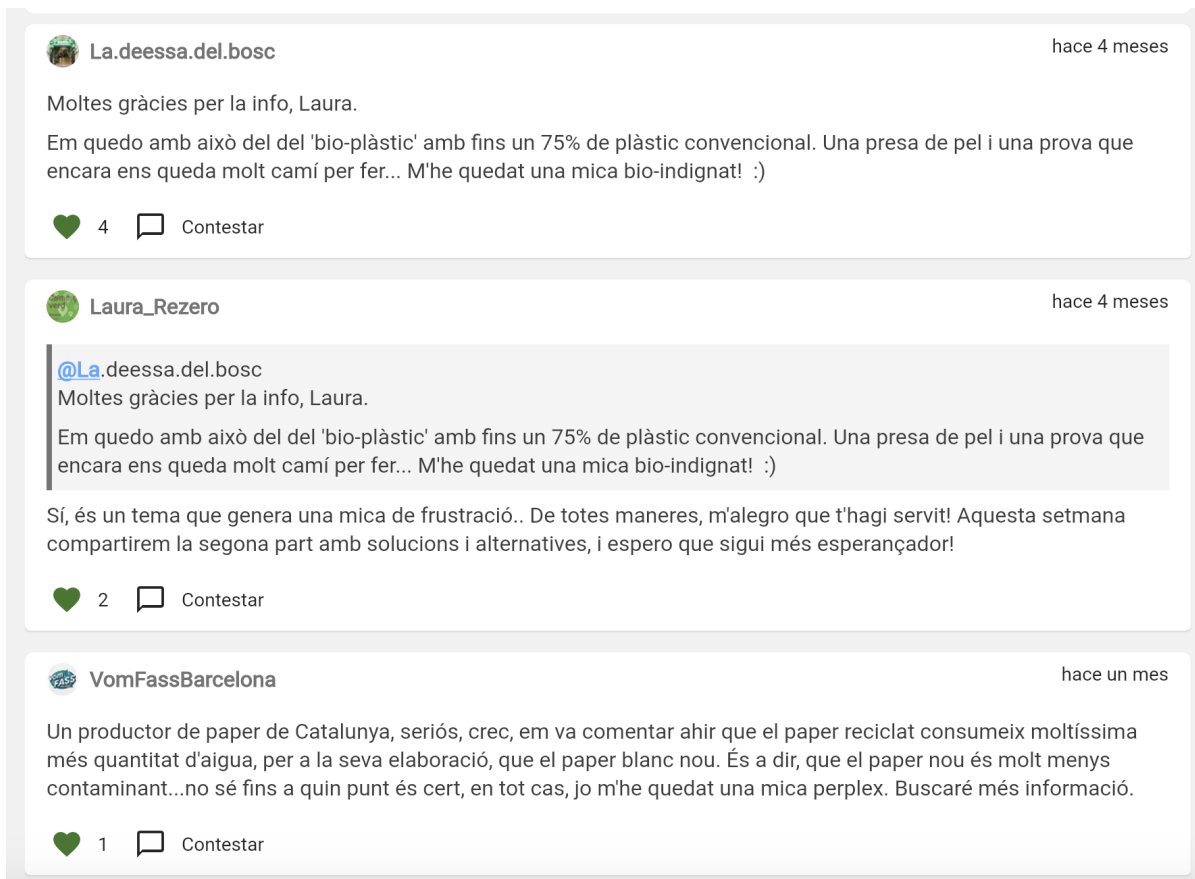 La.deessa.del.bosc
hace 4 meses
Moltes gràcies per la info, Laura.
Em quedo amb això del del 'bio-plàstic' amb fins un 75% de plàstic convencional. Una presa de pel i una prova que
encara ens queda molt camí per fer... M'he quedat una mica bio-indignat!  :)
4 Contestar
Laura_Rezero
hace 4 meses
@La.deessa.del.bosc
Moltes gràcies per la info, Laura.
Em quedo amb això del del 'bio-plàstic' amb fins un 75% de plàstic convencional. Una presa de pel i una prova que
encara ens queda molt camí per fer... M'he quedat una mica bio-indignat!  :)
Sí, és un tema que genera una mica de frustració.. De totes maneres, m'alegro que t'hagi servit! Aquesta setmana
compartirem la segona part amb solucions i alternatives, i espero que sigui més esperançador!
2 Contestar
VomFassBarcelona
hace un mes
Un productor de paper de Catalunya, seriós, crec, em va comentar ahir que el paper reciclat consumeix moltíssima
més quantitat d'aigua, per a la seva elaboració, que el paper blanc nou. És a dir, que el paper nou és molt menys
contaminant...no sé fins a quin punt és cert, en tot cas, jo m'he quedat una mica perplex. Buscaré més informació.
1 Contestar